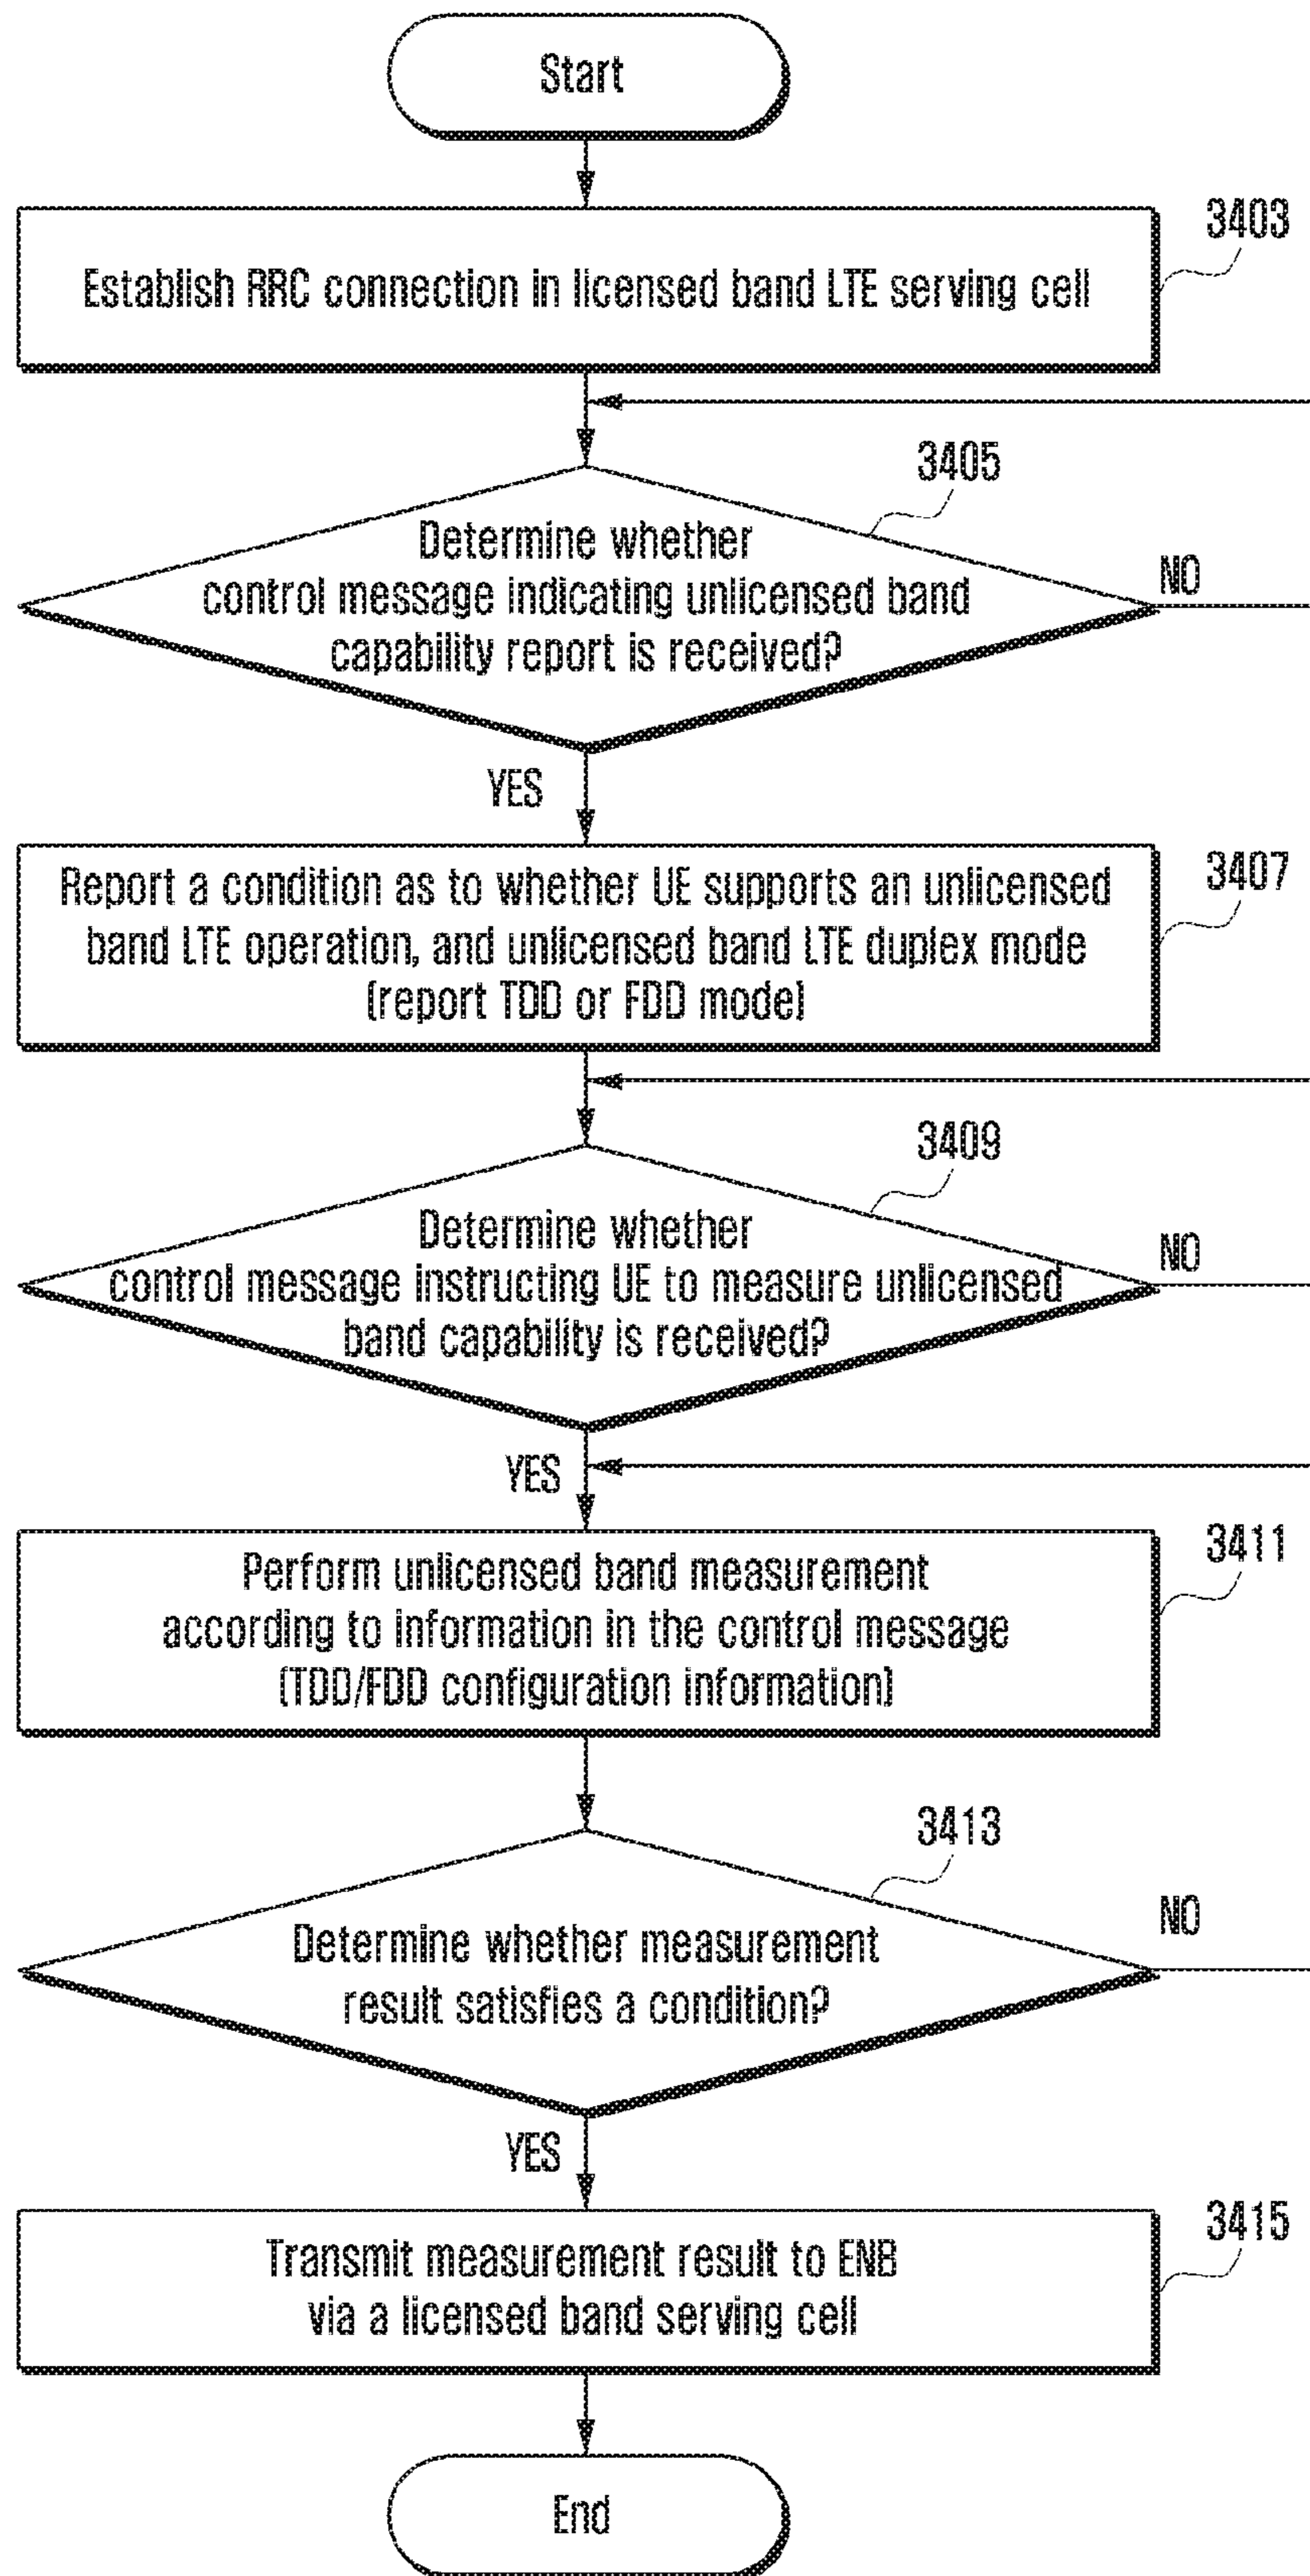 Start
3403
Establish RRC connection in licensed band LTE serving cell
3405
Determine whether
control message indicating unlicensed band
capability report is received?
NO
YES
3407
Report a condition as to whether UE supports an unlicensed
band LTE operation, and unlicensed band LTE duplex mode
(report TDD or FDD mode)
3409
Determine whether
control message instructing UE to measure unlicensed
band capability is received?
NO
YES
3411
Perform unlicensed band measurement
according to information in the control message
(TDD/FDD configuration information)
3413
Determine whether measurement
result satisfies a condition?
NO
YES
3415
Transmit measurement result to ENB
via a licensed band serving cell
End